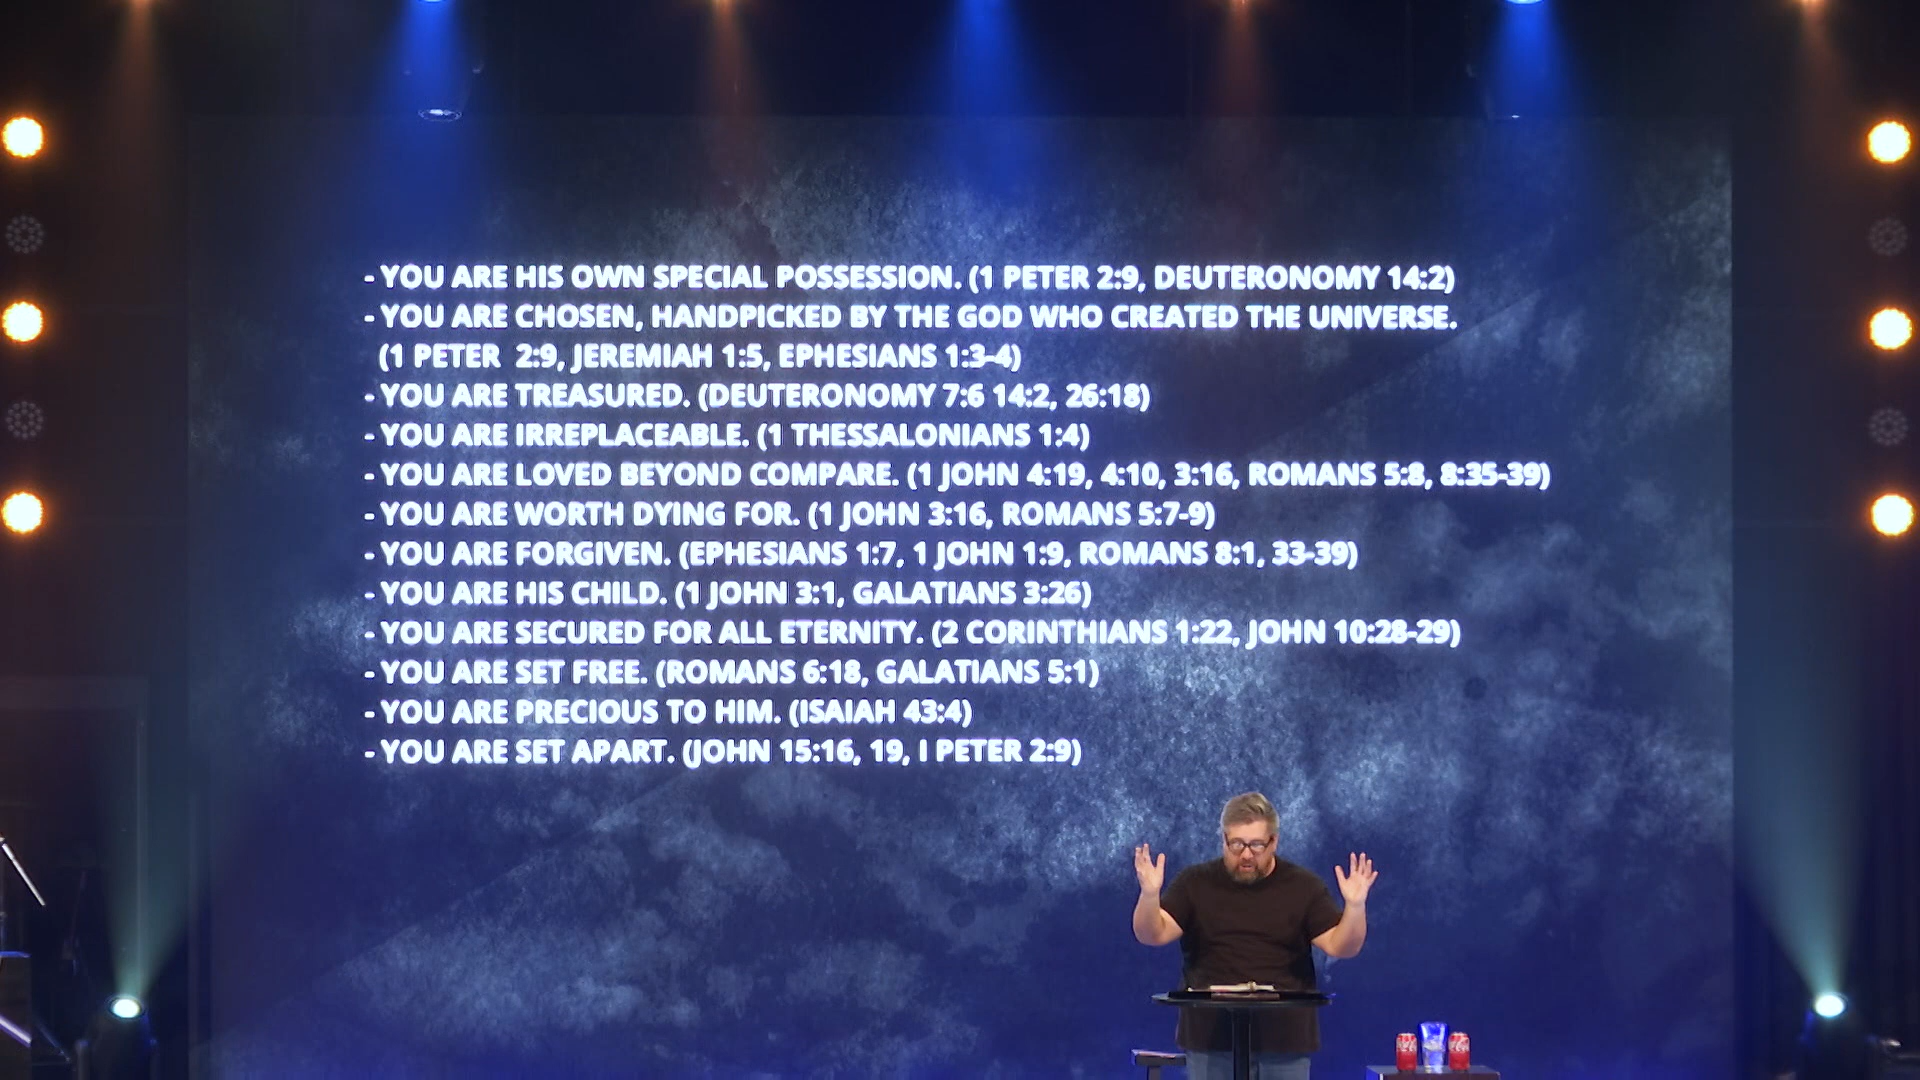 - YOU ARE HIS OWN SPECIAL POSSESSION. (1 PETER 2:9, DEUTERONOMY 14:2)
- YOU ARE CHOSEN, HANDPICKED BY THE GOD WHO CREATED THE UNIVERSE.
(1 PETER  2:9, JEREMIAH 1:5, EPHESIANS 1:3-4)
- YOU ARE TREASURED. (DEUTERONOMY 7:6 14:2, 26:18)
- YOU ARE IRREPLACEABLE. (1 THESSALONIANS 1:4)
- YOU ARE LOVED BEYOND COMPARE. (1 JOHN 4:19, 4:10, 3:16, ROMANS 5:8, 8:35-39)
- YOU ARE WORTH DYING FOR. (1 JOHN 3:16, ROMANS 5:7-9)
- YOU ARE FORGIVEN. (EPHESIANS 1:7, 1 JOHN 1:9, ROMANS 8:1, 33-39)
- YOU ARE HIS CHILD. (1 JOHN 3:1, GALATIANS 3:26)
- YOU ARE SECURED FOR ALL ETERNITY. (2 CORINTHIANS 1:22, JOHN 10:28-29)
- YOU ARE SET FREE. (ROMANS 6:18, GALATIANS 5:1)
- YOU ARE PRECIOUS TO HIM. (ISAIAH 43:4)
- YOU ARE SET APART. (JOHN 15:16, 19, I PETER 2:9)